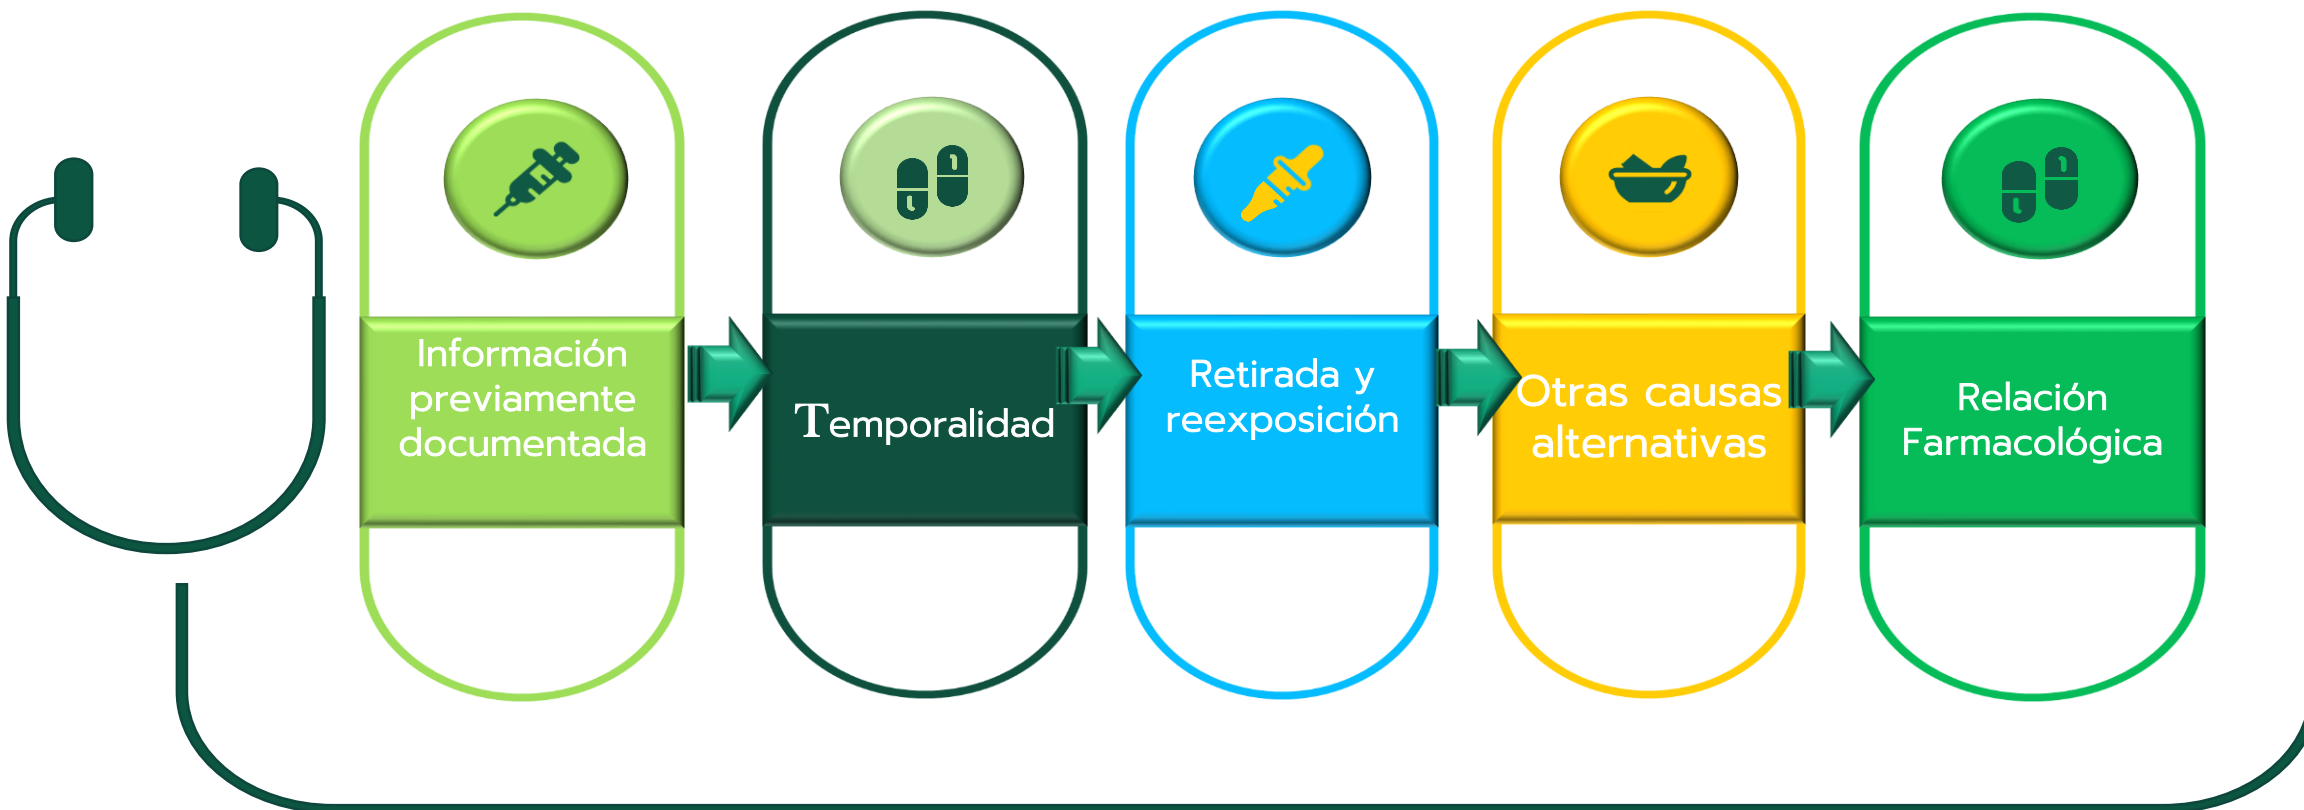 Información
previamente
documentada
Temporalidad
Retirada y
reexposición
Otras causas
alternativas
Relación
Farmacológica